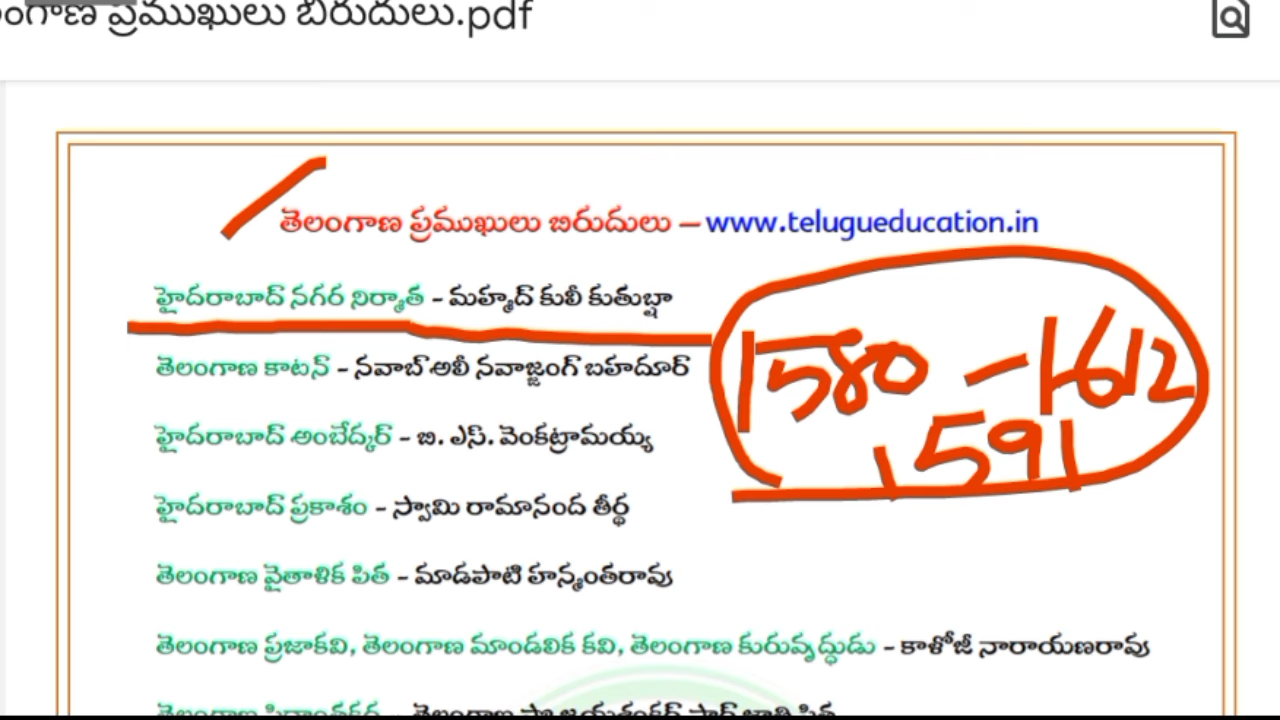 తెలంగాణ ప్రముఖులు బిరుదులు.pdf
తెలంగాణ ప్రముఖులు బిరుదులు – www.telugueducation.in
హైదరాబాద్ నగర నిర్మాత - మహ్మద్ కులీ కుతుబ్షా
1580 - 1612
తెలంగాణ కాటన్ - నవాబ్ అలీ నవాజ్జంగ్ బహదూర్
1591
హైదరాబాద్ అంబేద్కర్ - బి. ఎస్. వెంకట్రామయ్య
హైదరాబాద్ ప్రకాశం - స్వామి రామానంద తీర్థ
తెలంగాణ వైతాళిక పిత - మాడపాటి హన్మంతరావు
తెలంగాణ ప్రజాకవి, తెలంగాణ మాండలిక కవి, తెలంగాణ కురువృద్ధుడు - కాళోజీ నారాయణరావు